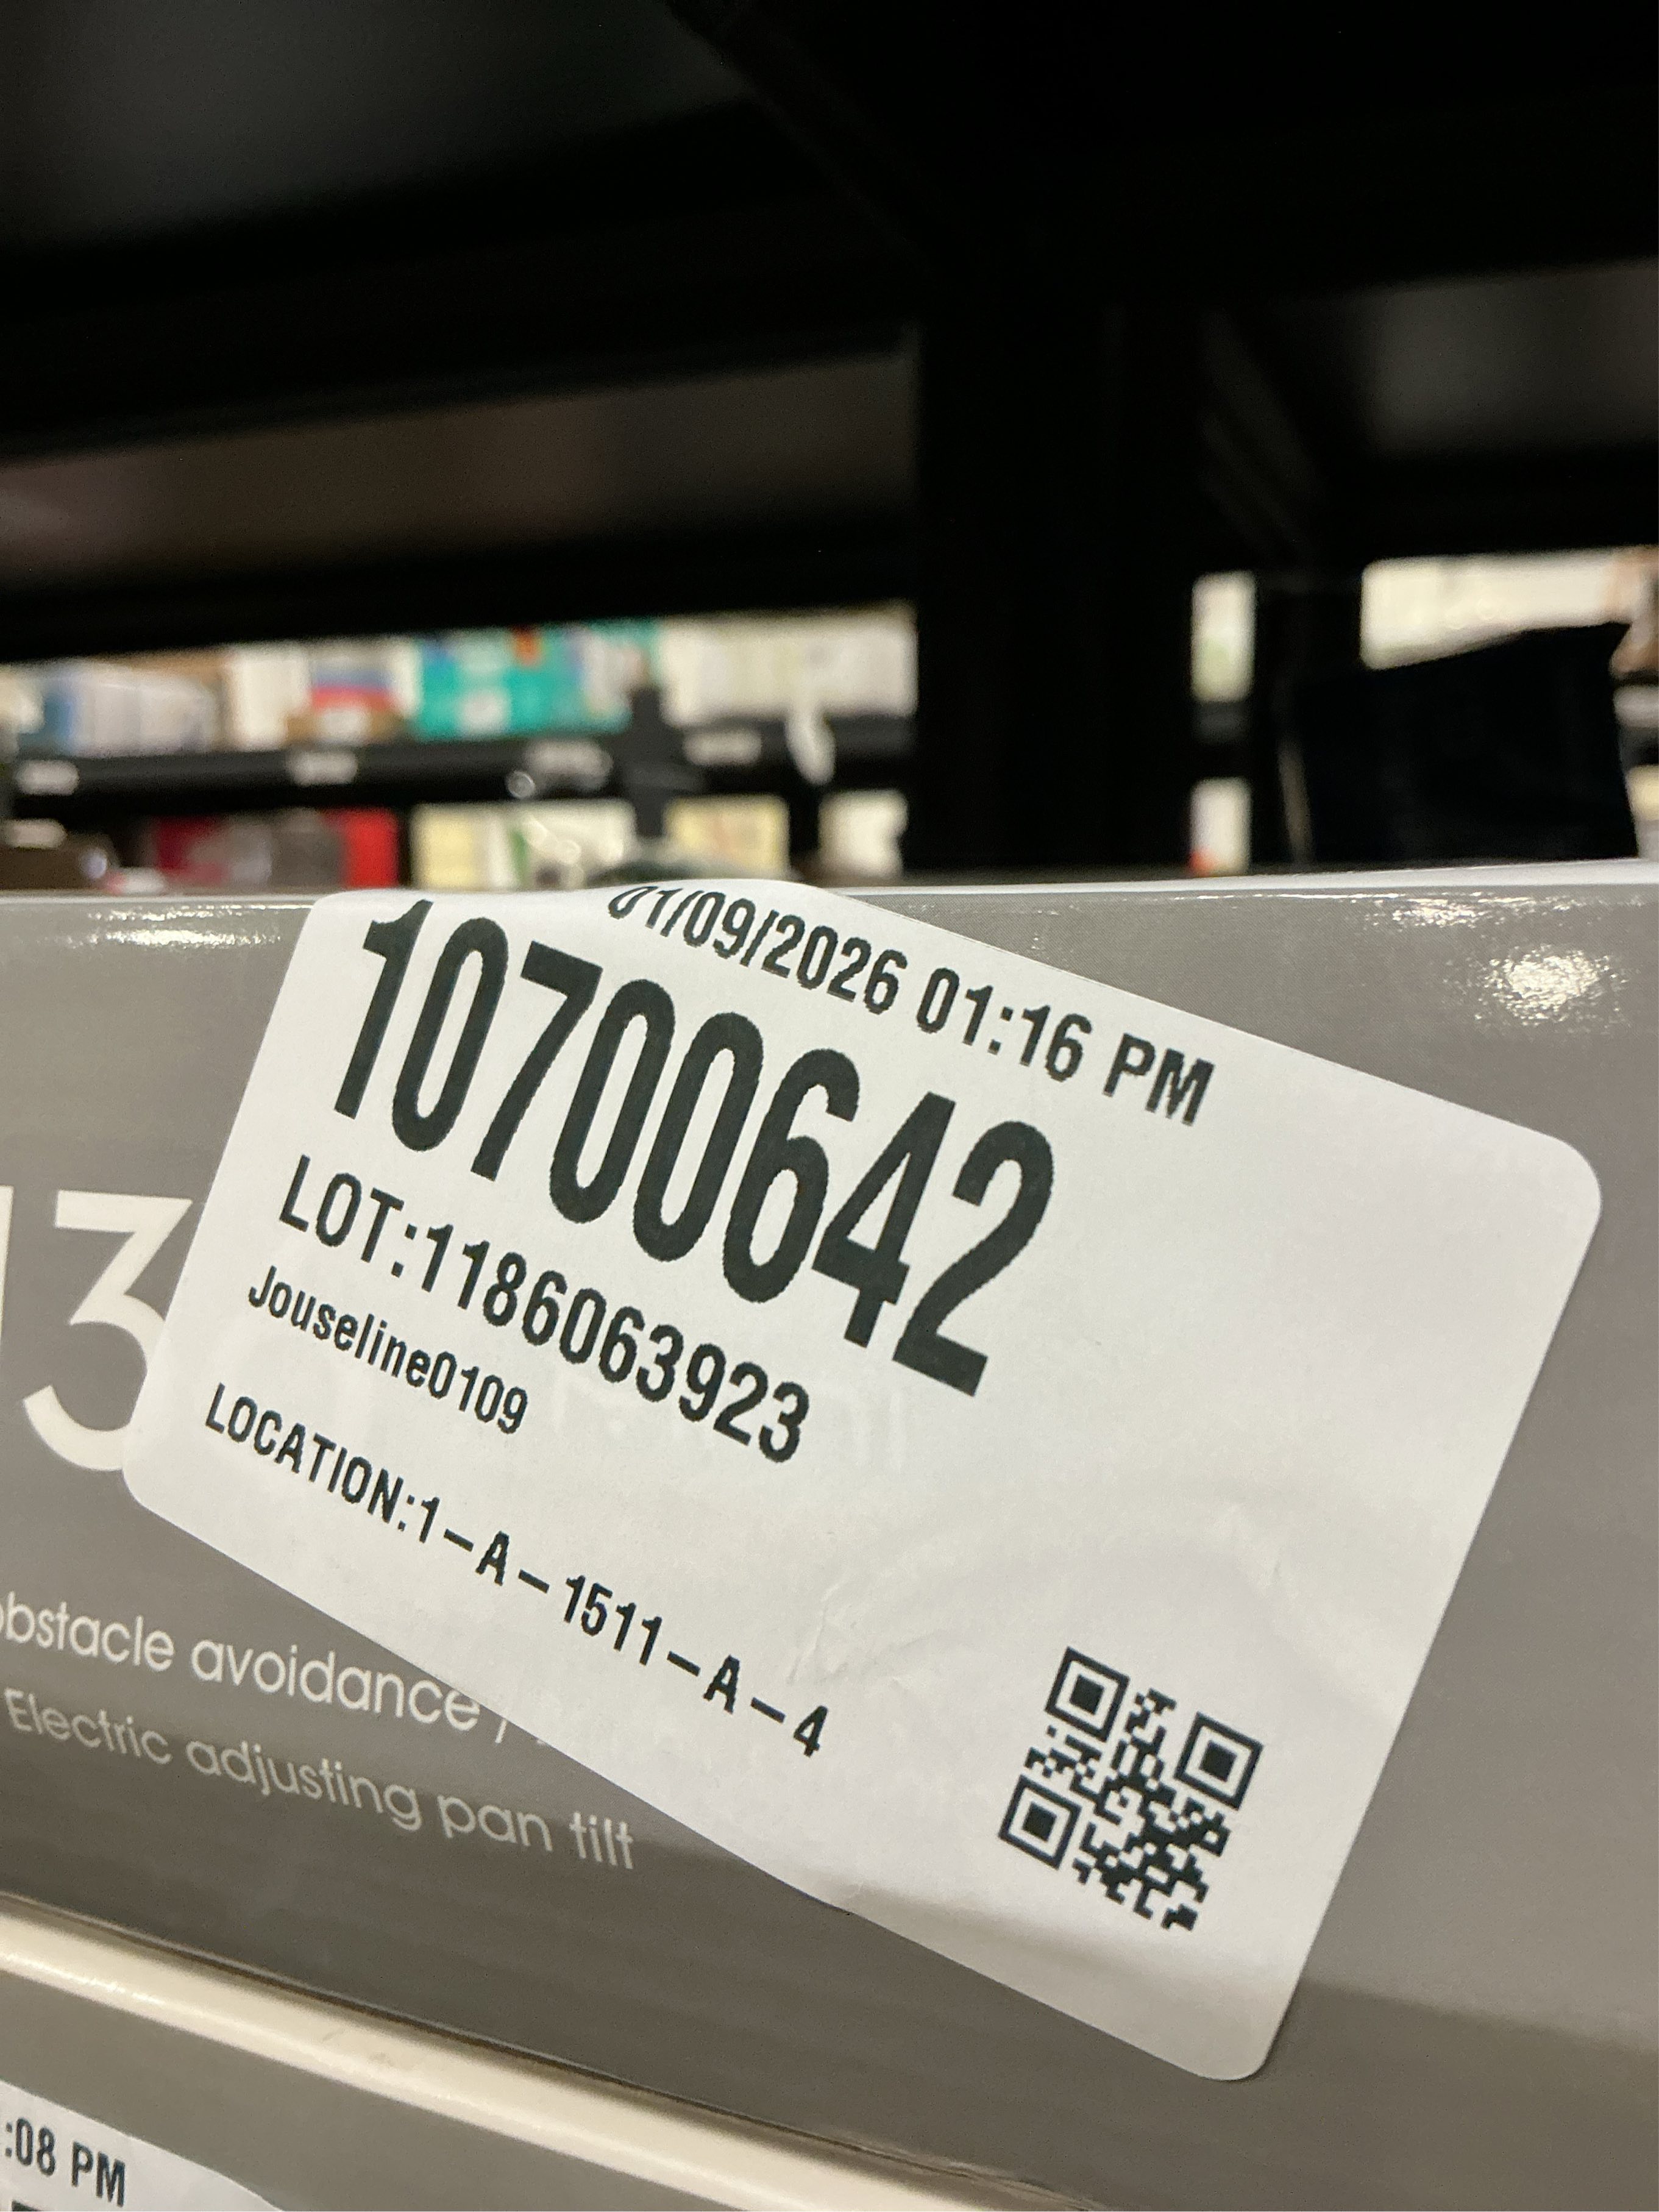 01/09/2026 01:16 PM
10700642
LOT:1186063923
Jouseline0109
LOCATION:1-A-1511-A-4
13
obstacle avoidance /
Electric adjusting pan tilt
:08 PM